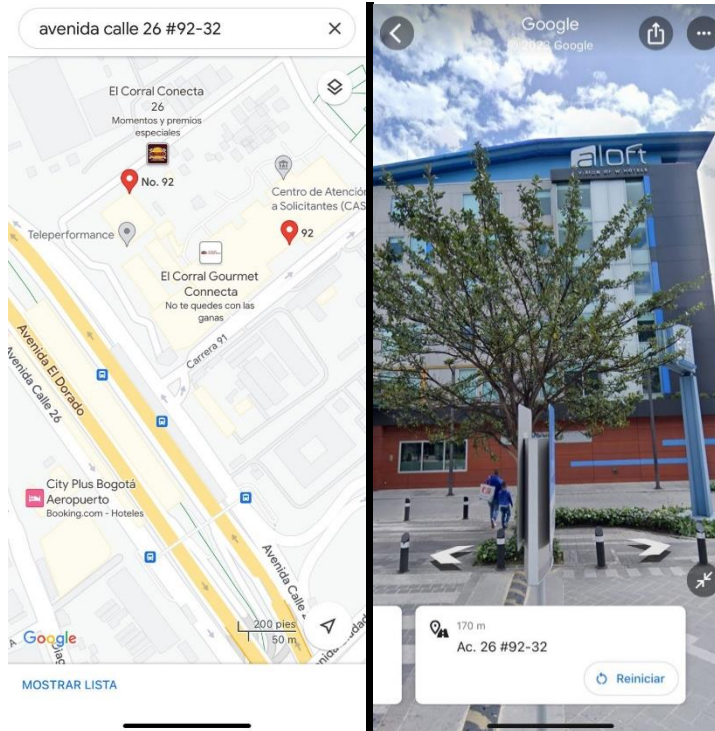 avenida calle 26 #92-32
El Corral Conecta
26
Momentos y premios
especiales
No. 92
Centro de Atención
a Solicitantes (CAS
92
Teleperformance
El Corral Gourmet
Connecta
No te quedes con las
ganas
Carrera 91
Avenida El Dorado
Avenida Calle 26
City Plus Bogotá
Aeropuerto
Booking.com - Hoteles
Avenida Calle
200 pies
50 m
Google
MOSTRAR LISTA
Google
© 2023 Google
aloft
170 m
Ac. 26 #92-32
Reiniciar